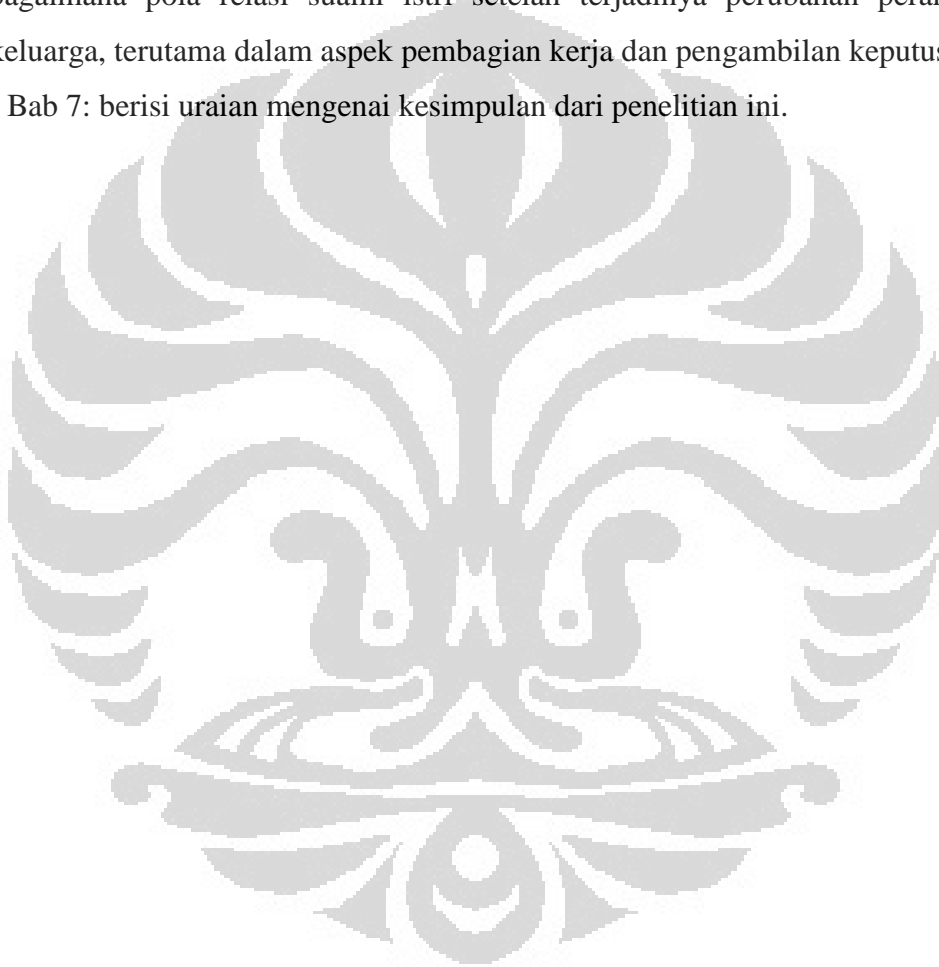 Bagaimana pola relasi suami istri setelah terjadinya perubahan peran
keluarga, terutama dalam aspek pembagian kerja dan pengambilan keputus
Bab 7: berisi uraian mengenai kesimpulan dari penelitian ini.